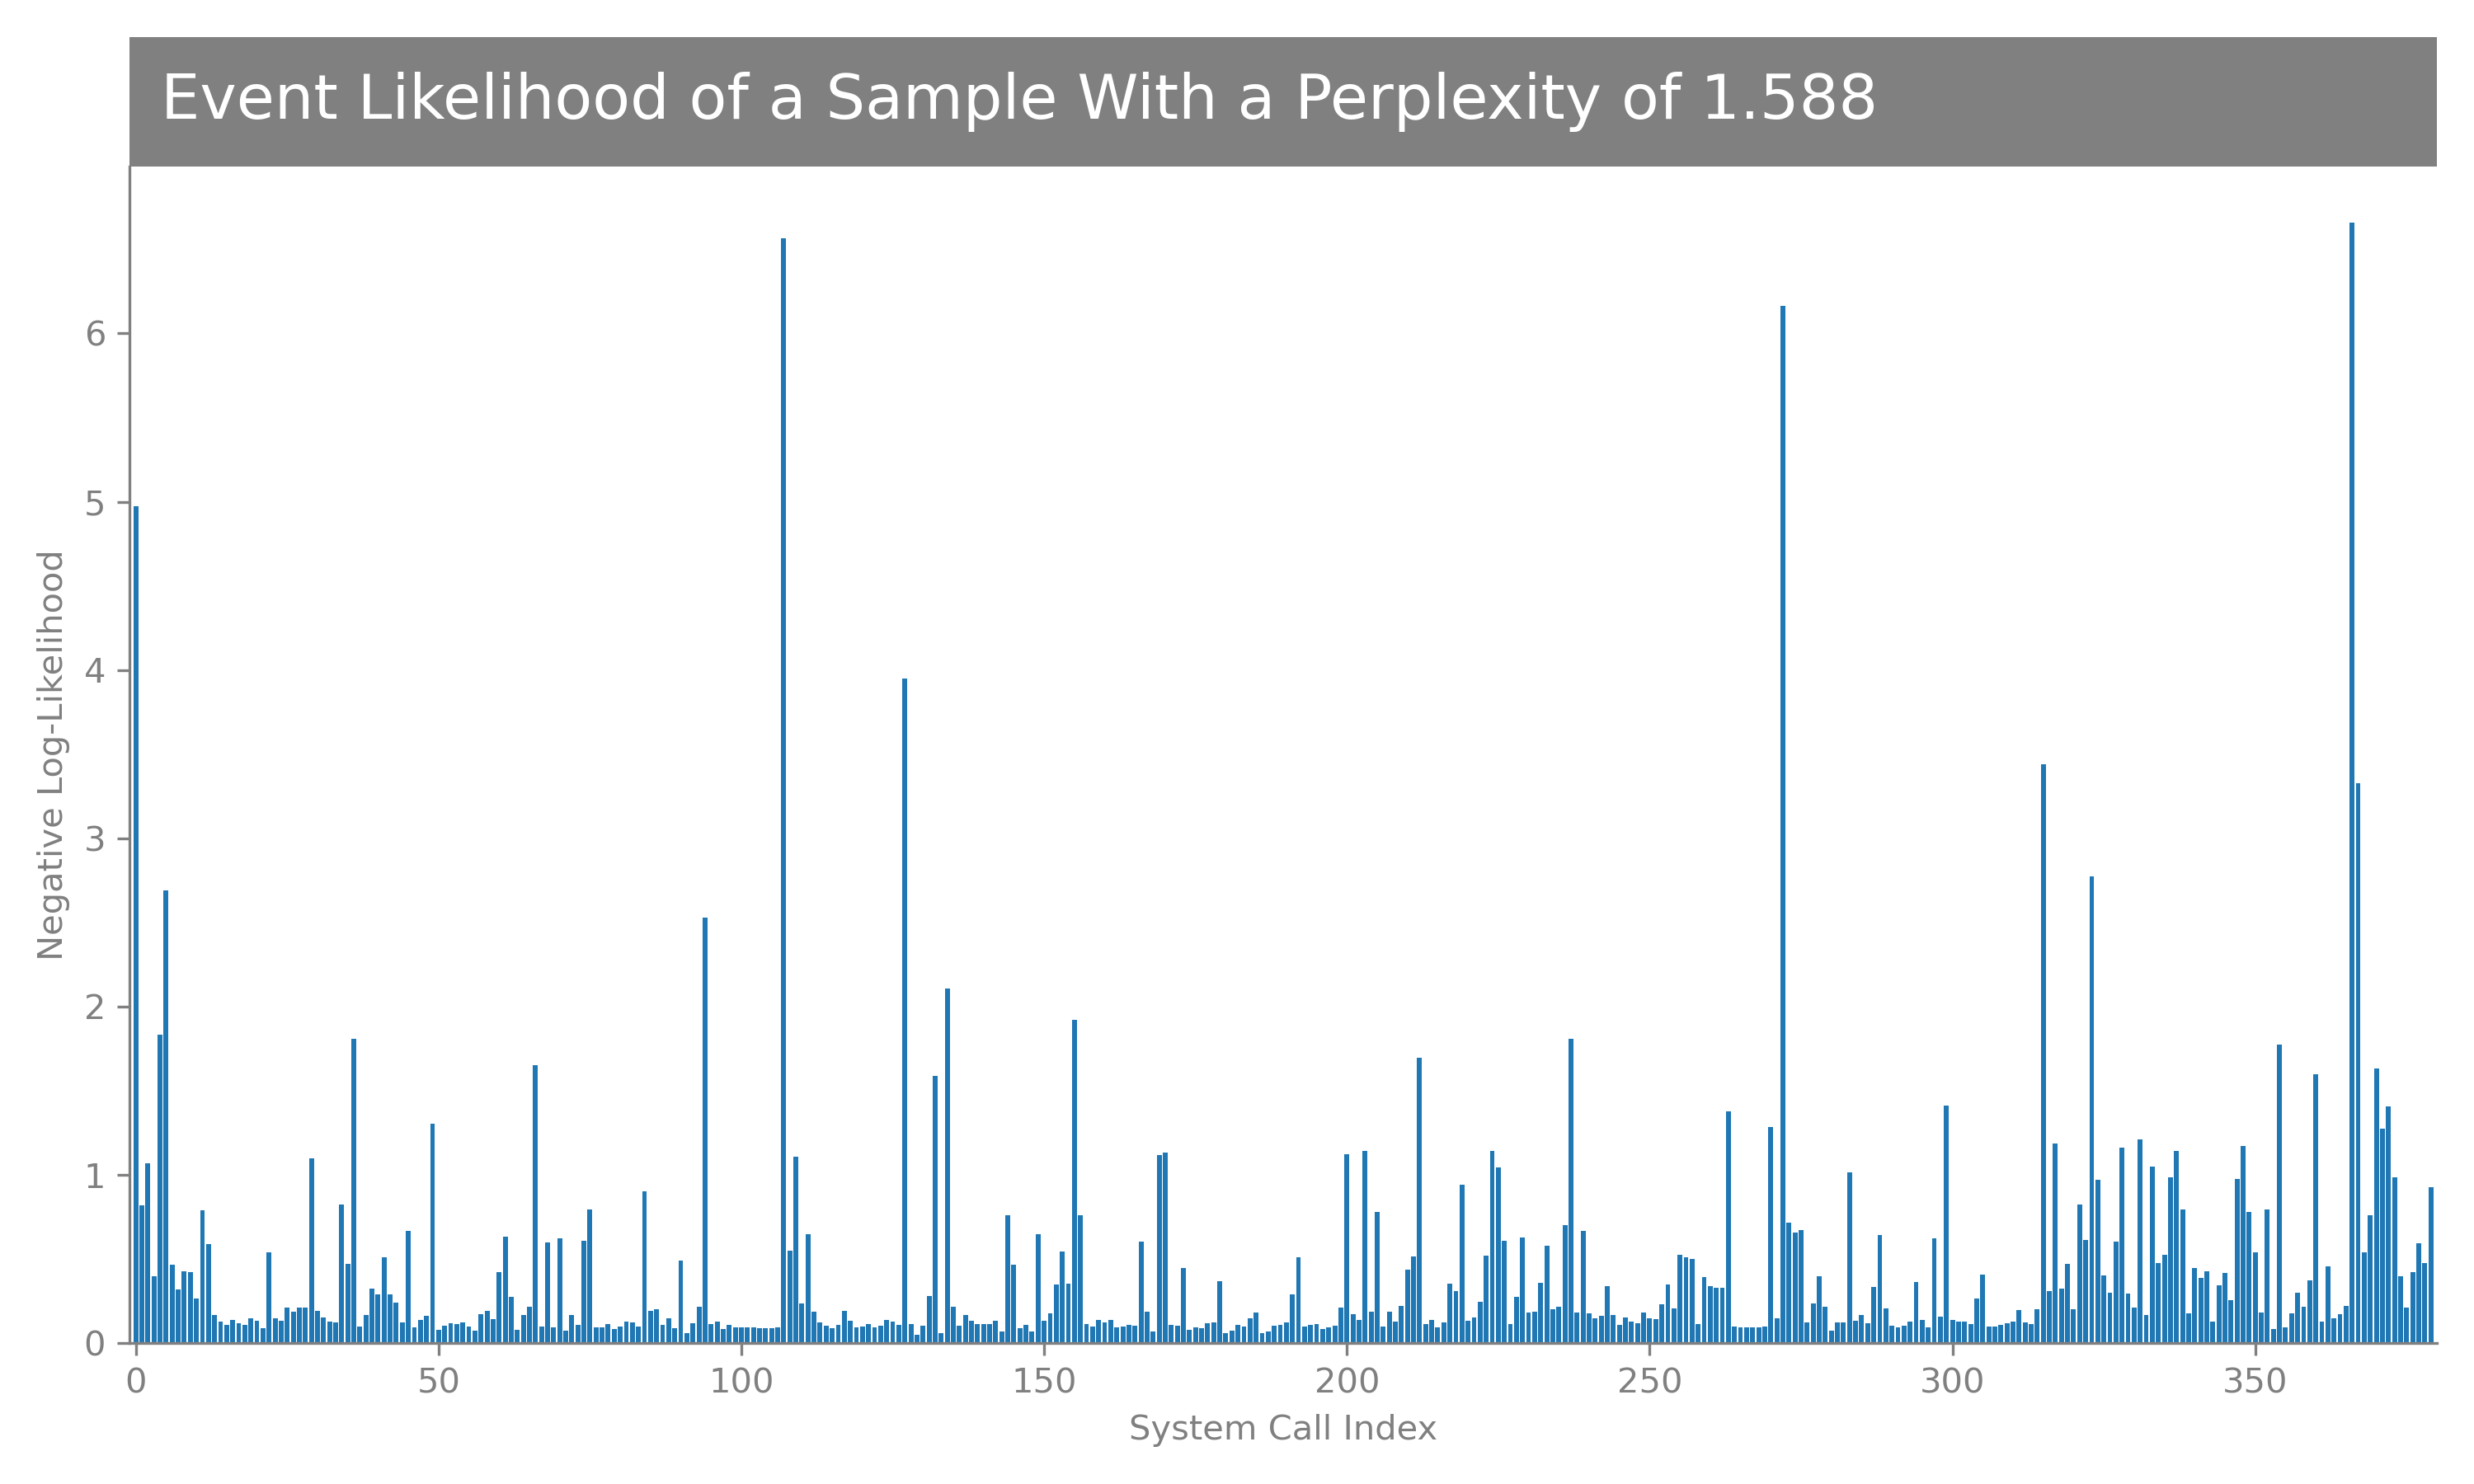 Event Likelihood of a Sample With a Perplexity of 1.588
6
5
4
3
2
1
0
Negative Log-Likelihood
0 50 100 150 200 250 300 350
System Call Index